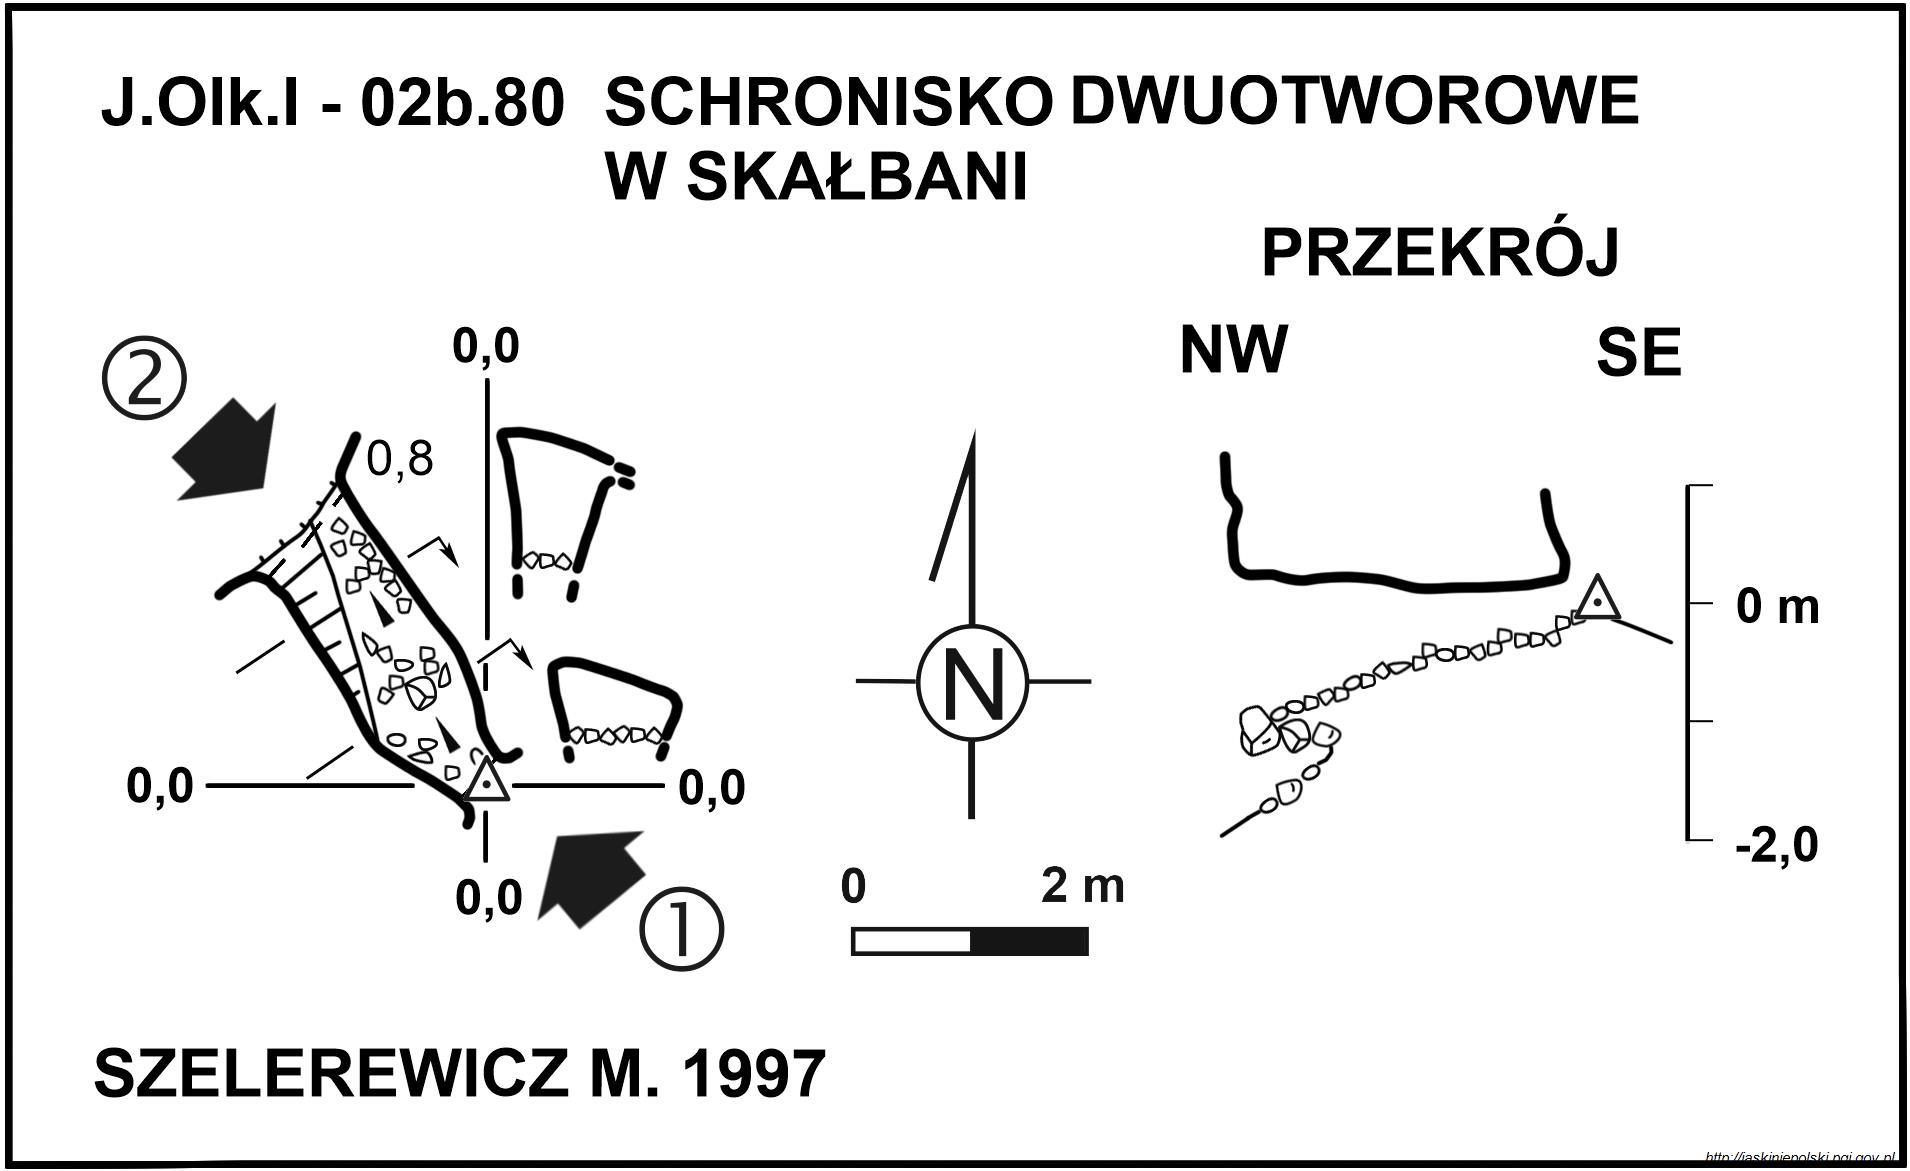 J.Olk.I - 02b.80 SCHRONISKO DWUOTWOROWE
W SKAŁBANI
PRZEKRÓJ
NW SE
0,0
2
0,8
N
0,0
0,0
0,0
1
0 2 m
0 m
-2,0
SZELEREWICZ M. 1997
http://jaskiniepolski.pgi.gov.pl